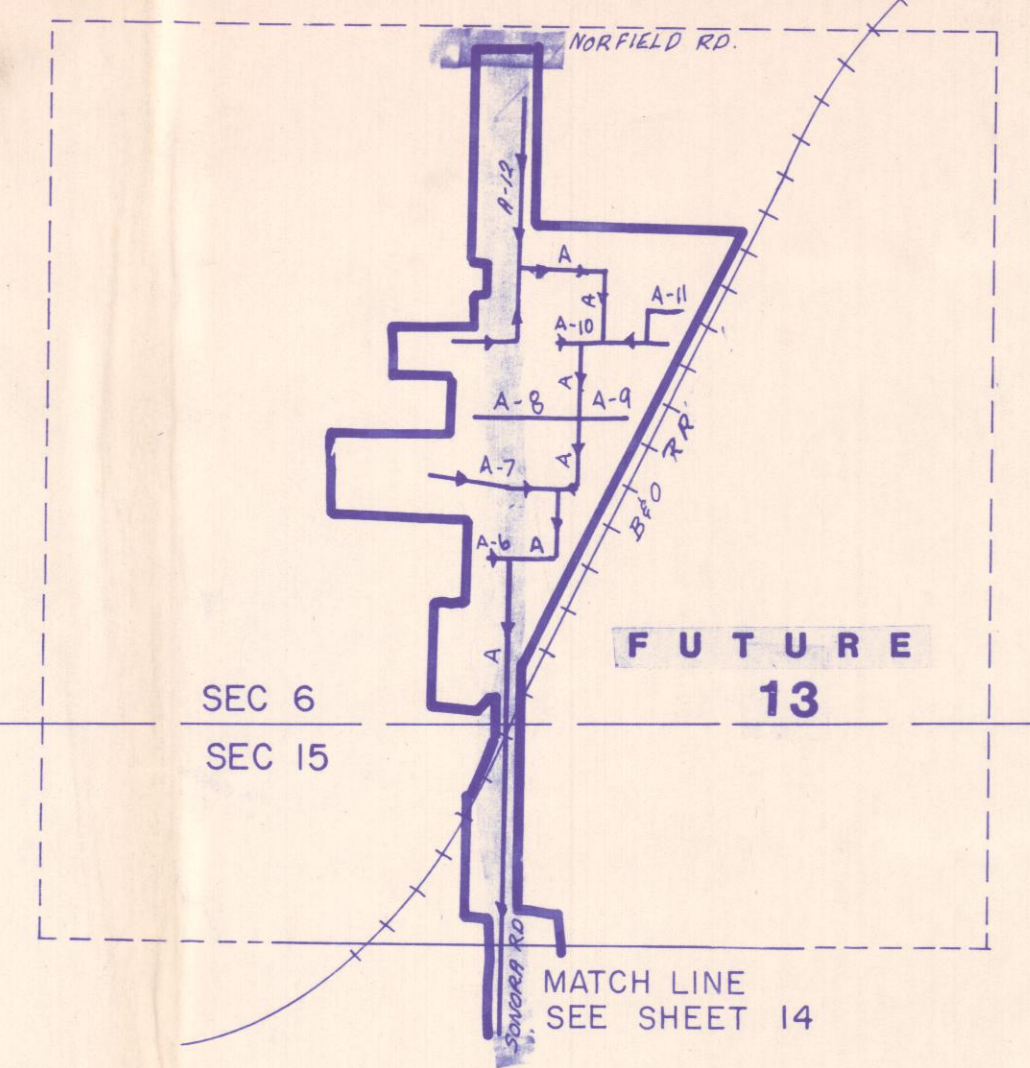 NORFIELD RD.
A-12
A
A
A-11
A-10
A
A-8
A-9
A
A-7
B&O RR
A-6
A
A
FUTURE
13
SEC 6
SEC 15
SONORA RD.
MATCH LINE
SEE SHEET 14